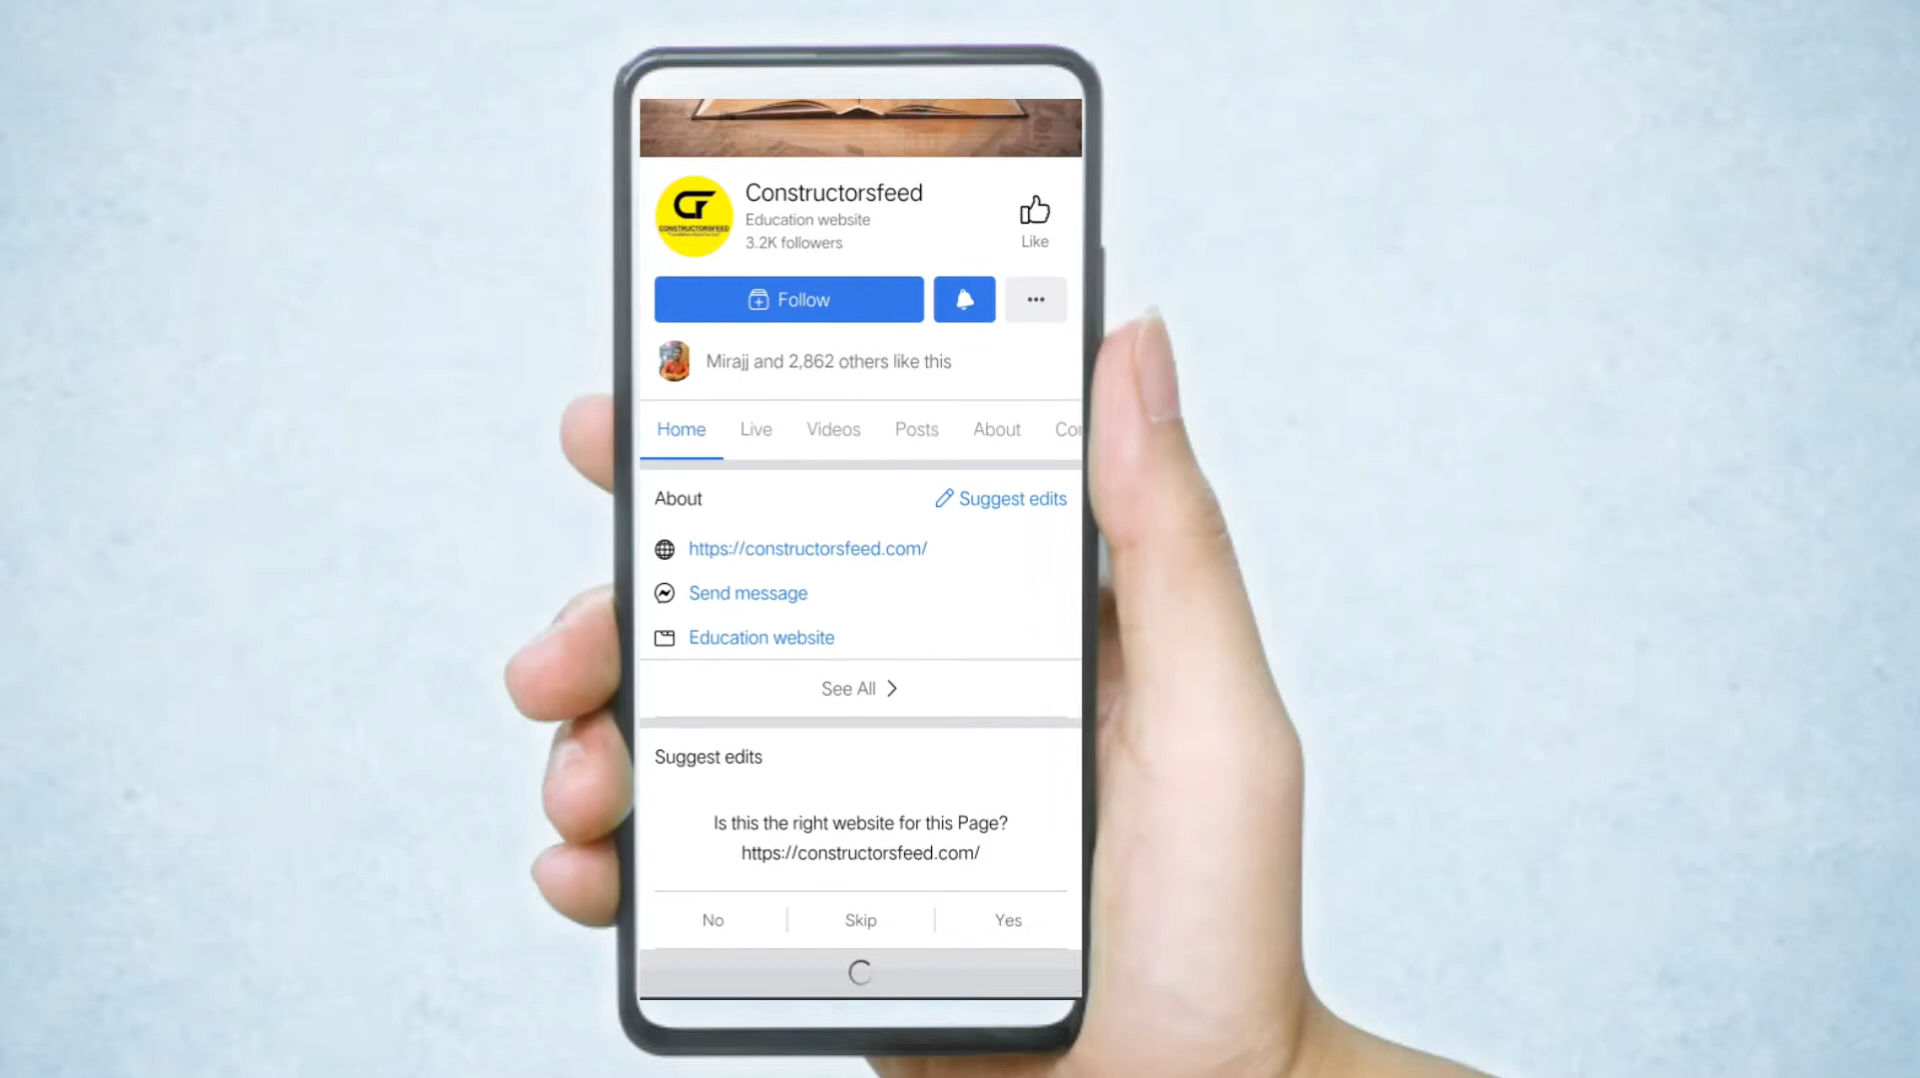 Constructorsfeed
Education website
3.2K followers
Like
CONSTRUCTORSFEED
Follow
Mirajj and 2,862 others like this
Home Live Videos Posts About Co
About
Suggest edits
https://constructorsfeed.com/
Send message
Education website
See All
Suggest edits
Is this the right website for this Page?
https://constructorsfeed.com/
No Skip Yes